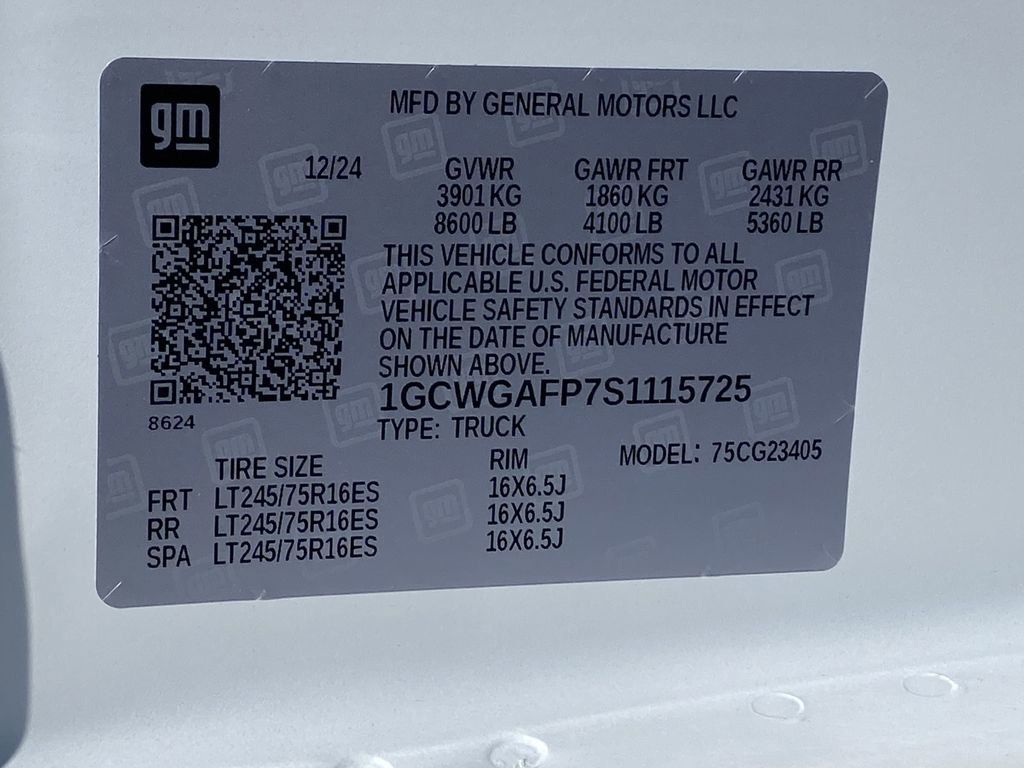 gm
MFD BY GENERAL MOTORS LLC
12/24 GVWR GAWR FRT GAWR RR
3901 KG 1860 KG 2431 KG
8600 LB 4100 LB 5360 LB
THIS VEHICLE CONFORMS TO ALL
APPLICABLE U.S. FEDERAL MOTOR
VEHICLE SAFETY STANDARDS IN EFFECT
ON THE DATE OF MANUFACTURE
SHOWN ABOVE.
1GCWGAFP7S1115725
8624
TYPE: TRUCK
TIRE SIZE RIM MODEL: 75CG23405
FRT LT245/75R16ES 16X6.5J
RR LT245/75R16ES 16X6.5J
SPA LT245/75R16ES 16X6.5J